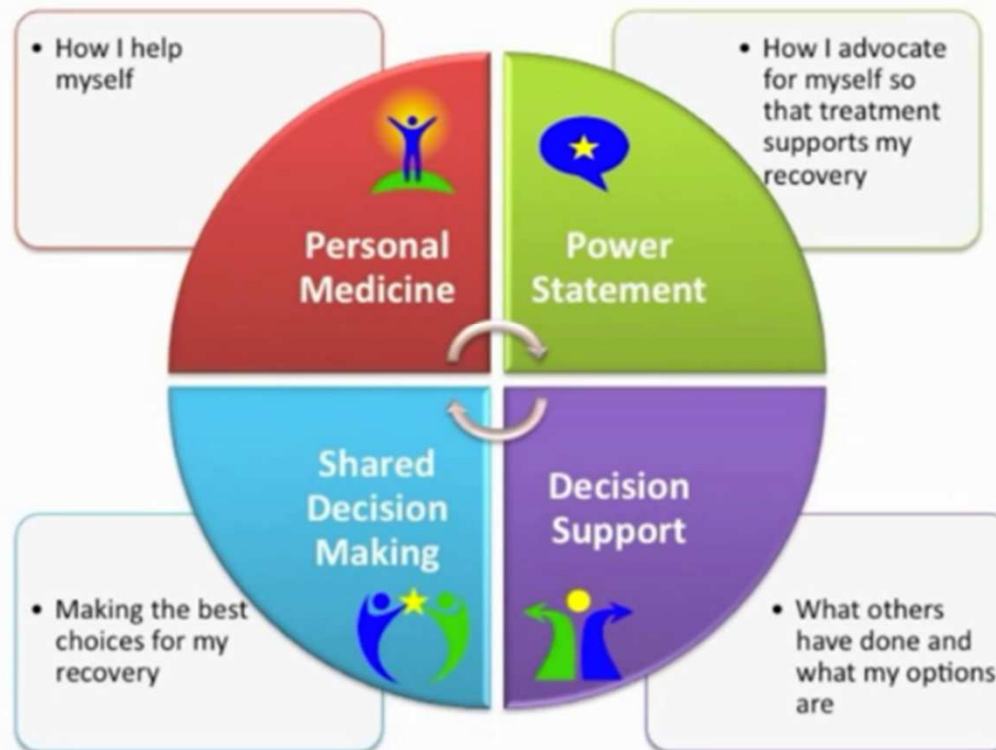 • How I help
myself
• How I advocate
for myself so
that treatment
supports my
recovery
Personal
Medicine
Power
Statement
Shared
Decision
Making
Decision
Support
• Making the best
choices for my
recovery
• What others
have done and
what my options
are